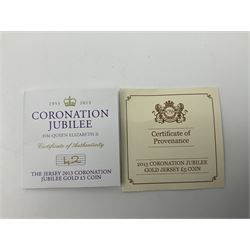 1953 2013
CORONATION
JUBILEE
HM QUEEN ELIZABETH II
Certificate of Authenticity
42
THE JERSEY 2013 CORONATION
JUBILEE GOLD £5 COIN
Certificate of
Provenance
2013 CORONATION JUBILEE
GOLD JERSEY £5 COIN